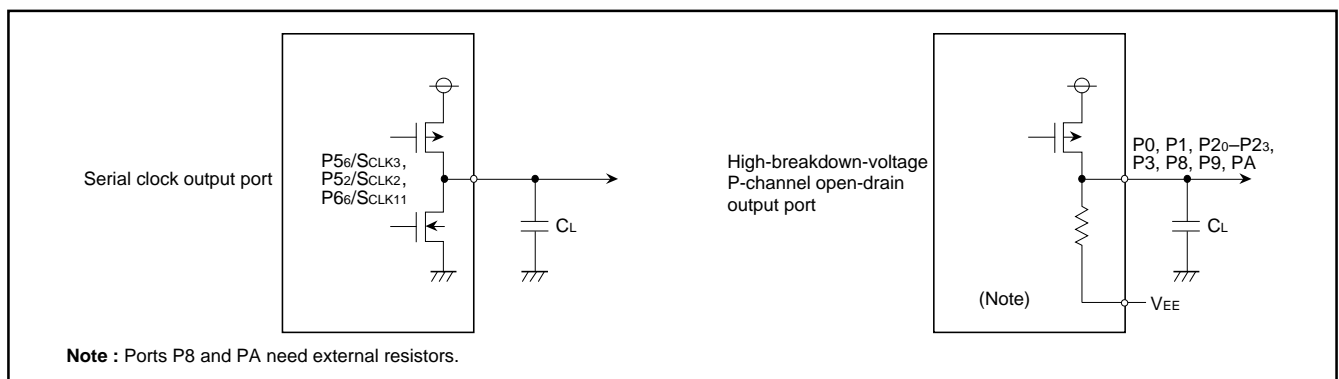 Serial clock output port
P56/SCLK3,
P52/SCLK2,
P66/SCLK11
CL
High-breakdown-voltage
P-channel open-drain
output port
P0, P1, P20–P23,
P3, P8, P9, PA
CL
(Note)
VEE
Note : Ports P8 and PA need external resistors.